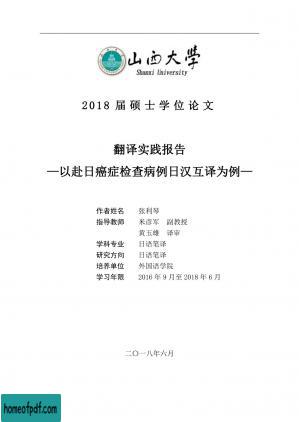 山西大学
Shanxi University
2018 届硕士学位论文
翻译实践报告
—以赴日癌症检查病例日汉互译为例—
作者姓名 张利琴
指导教师 米彦军 副教授
黄玉雄 译审
学科专业 日语笔译
研究方向 日语笔译
培养单位 外国语学院
学习年限 2016 年 9 月至 2018 年 6 月
二〇一八年六月
homeofpdf.com